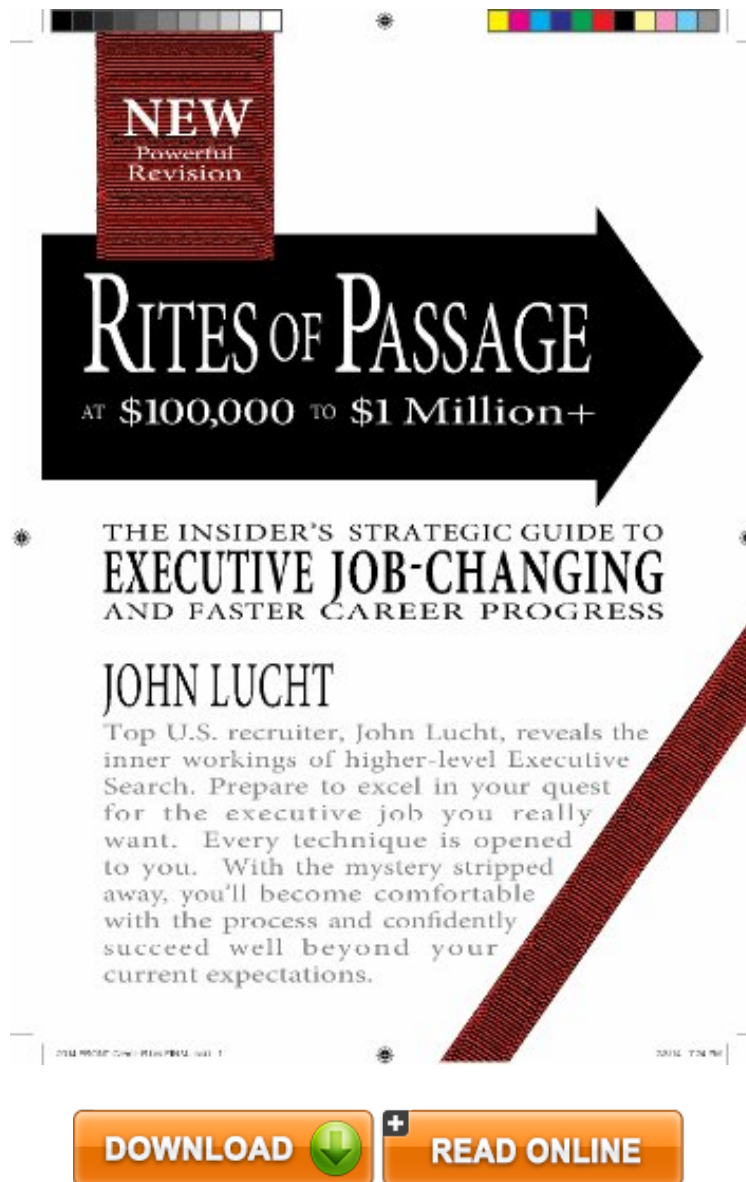 NEW
Powerful
Revision
RITES OF PASSAGE
AT $100,000 TO $1 Million+
THE INSIDER'S STRATEGIC GUIDE TO
EXECUTIVE JOB-CHANGING
AND FASTER CAREER PROGRESS
JOHN LUCHT
Top U.S. recruiter, John Lucht, reveals the
inner workings of higher-level Executive
Search. Prepare to excel in your quest
for the executive job you really
want. Every technique is opened
to you. With the mystery stripped
away, you'll become comfortable
with the process and confidently
succeed well beyond your
current expectations.
DOWNLOAD
READ ONLINE